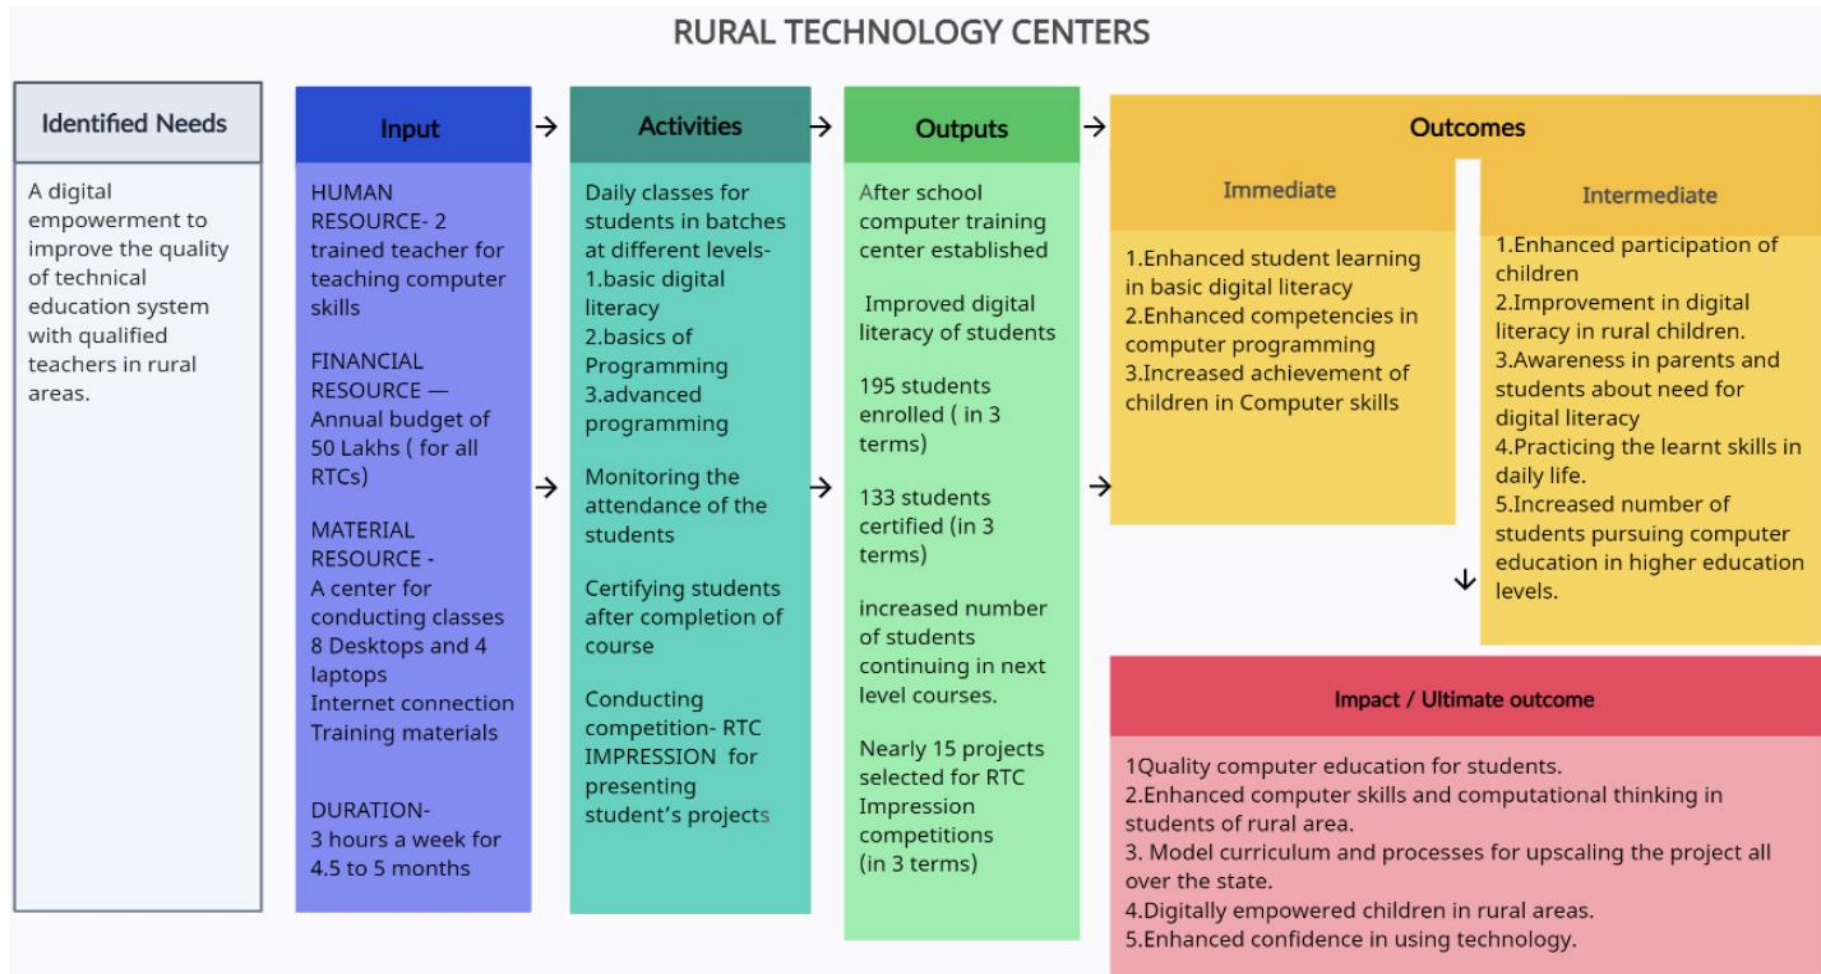 RURAL TECHNOLOGY CENTERS
Identified Needs
A digital
empowerment to
improve the quality
of technical
education system
with qualified
teachers in rural
areas.
Input
HUMAN
RESOURCE- 2
trained teacher for
teaching computer
skills
FINANCIAL
RESOURCE —
Annual budget of
50 Lakhs ( for all
RTCs)
MATERIAL
RESOURCE -
A center for
conducting classes
8 Desktops and 4
laptops
Internet connection
Training materials
DURATION-
3 hours a week for
4.5 to 5 months
→
→
Activities
Daily classes for
students in batches
at different levels-
1.basic digital
literacy
2.basics of
Programming
3.advanced
programming
Monitoring the
attendance of the
students
Certifying students
after completion of
course
Conducting
competition- RTC
IMPRESSION  for
presenting
student’s projects
→
→
Outputs
After school
computer training
center established
Improved digital
literacy of students
195 students
enrolled ( in 3
terms)
133 students
certified (in 3
terms)
increased number
of students
continuing in next
level courses.
Nearly 15 projects
selected for RTC
Impression
competitions
(in 3 terms)
→
→
Outcomes
Immediate
1.Enhanced student learning
in basic digital literacy
2.Enhanced competencies in
computer programming
3.Increased achievement of
children in Computer skills
↓
Intermediate
1.Enhanced participation of
children
2.Improvement in digital
literacy in rural children.
3.Awareness in parents and
students about need for
digital literacy
4.Practicing the learnt skills in
daily life.
5.Increased number of
students pursuing computer
education in higher education
levels.
Impact / Ultimate outcome
1Quality computer education for students.
2.Enhanced computer skills and computational thinking in
students of rural area.
3. Model curriculum and processes for upscaling the project all
over the state.
4.Digitally empowered children in rural areas.
5.Enhanced confidence in using technology.